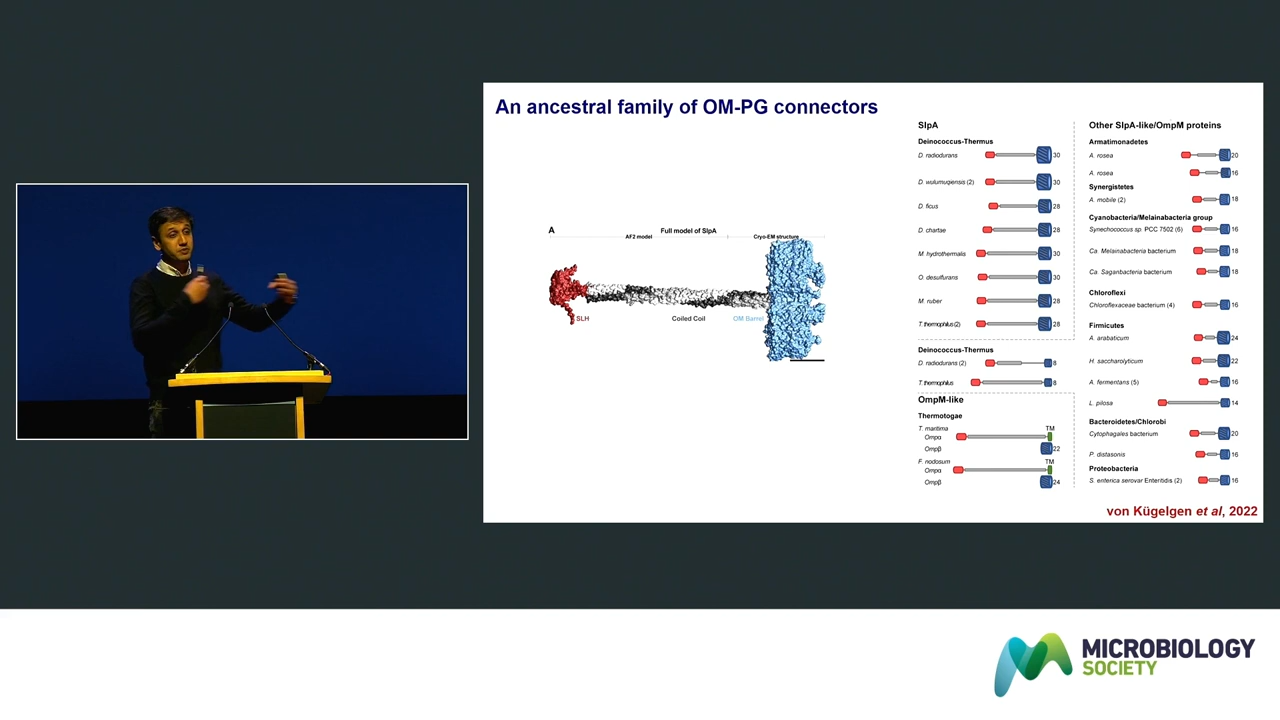 An ancestral family of OM-PG connectors
A
Full model of SlpA
AF2 model
Cryo-EM structure
SLH
Coiled Coil
OM Barrel
SlpA
Deinococcus-Thermus
D. radiodurans 30
D. wulumuqensis (2) 30
D. ficus 28
D. chartae 28
M. hydrothermalis 30
O. desulfurans 30
M. ruber 28
T. thermophilus (2) 28
Deinococcus-Thermus
D. radiodurans (2) 8
T. thermophilus 8
OmpM-like
Thermotogae
T. maritima TM
Ompα
Ompβ 22
F. nodosum TM
Ompα
Ompβ 24
Other SlpA-like/OmpM proteins
Armatimonadetes
A. rosea 20
A. rosea 16
Synergistetes
A. mobile (2) 18
Cyanobacteria/Melainabacteria group
Synechococcus sp PCC 7502 (6) 16
Ca Melainabacteria bacterium 18
Ca. Saganbacteria bacterium 18
Chloroflexi
Chloroflexaceae bacterium (4) 16
Firmicutes
A. arabaticum 24
H. saccharolyticum 22
A. fermentans (5) 16
L. pilosa 14
Bacteroidetes/Chlorobi
Cytophagales bacterium 20
P. distasonis 16
Proteobacteria
S. enterica serovar Enteritidis (2) 16
von Kügelgen et al, 2022
MICROBIOLOGY
SOCIETY